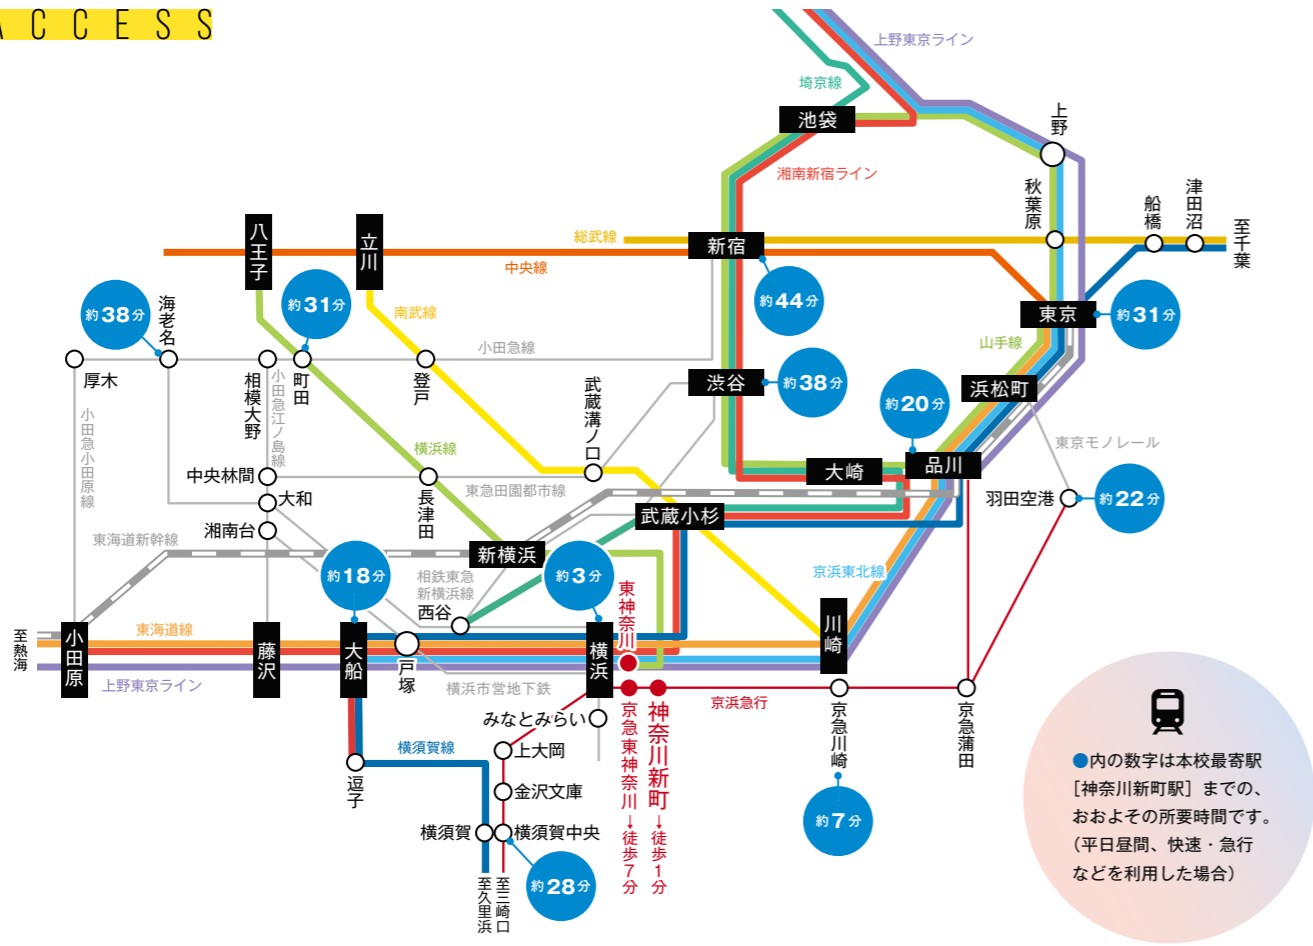 ACCESS
上野東京ライン
埼京線
池袋
上野
湘南新宿ライン
秋葉原
船橋
津田沼
至千葉
八王子
立川
総武線
新宿
中央線
約44分
東京
約31分
約38分
海老名
約31分
南武線
山手線
小田急線
厚木
相模大野
小田急江ノ島線
町田
登戸
武蔵溝ノ口
渋谷
約38分
浜松町
約20分
小田急小田原線
横浜線
東京モノレール
中央林間
長津田
東急田園都市線
大崎
品川
大和
羽田空港
約22分
湘南台
武蔵小杉
東海道新幹線
新横浜
約18分
相鉄東急
新横浜線
約3分
京浜東北線
東神奈川
西谷
至熱海
小田原
東海道線
藤沢
大船
戸塚
横浜
川崎
上野東京ライン
横浜市営地下鉄
京浜急行
みなとみらい
京急東神奈川→徒歩7分
神奈川新町→徒歩1分
京急川崎
京急蒲田
横須賀線
上大岡
逗子
金沢文庫
約7分
横須賀
横須賀中央
約28分
至久里浜
至三崎口
●内の数字は本校最寄駅
［神奈川新町駅］までの、
おおよその所要時間です。
（平日昼間、快速・急行
などを利用した場合）